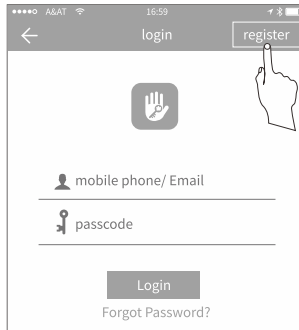 A&AT 16:59
login register
mobile phone/ Email
passcode
Login
Forgot Password?